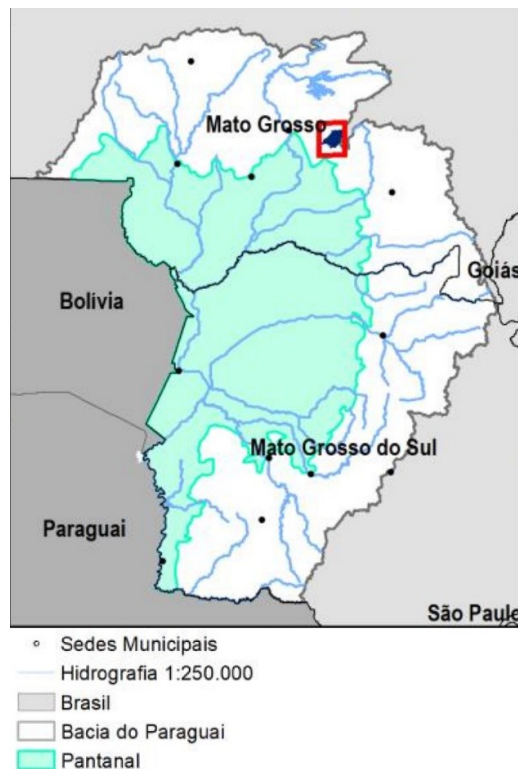 Mato Grosso
Goiás
Bolívia
Mato Grosso do Sul
Paraguai
São Paulo
Sedes Municipais
Hidrografia 1:250.000
Brasil
Bacia do Paraguai
Pantanal